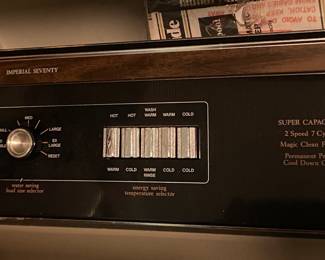 TO AVOID
IMPERIAL SEVENTY
MED
LARGE
EX
LARGE
RESET
water saving
load size selector
WASH
HOT HOT WARM WARM COLD
WARM COLD WARM COLD COLD
RINSE
energy saving
temperature selector
SUPER CAPAC
2 Speed 7 Cy
Magic Clean F
Permanent Pr
Cool Down C